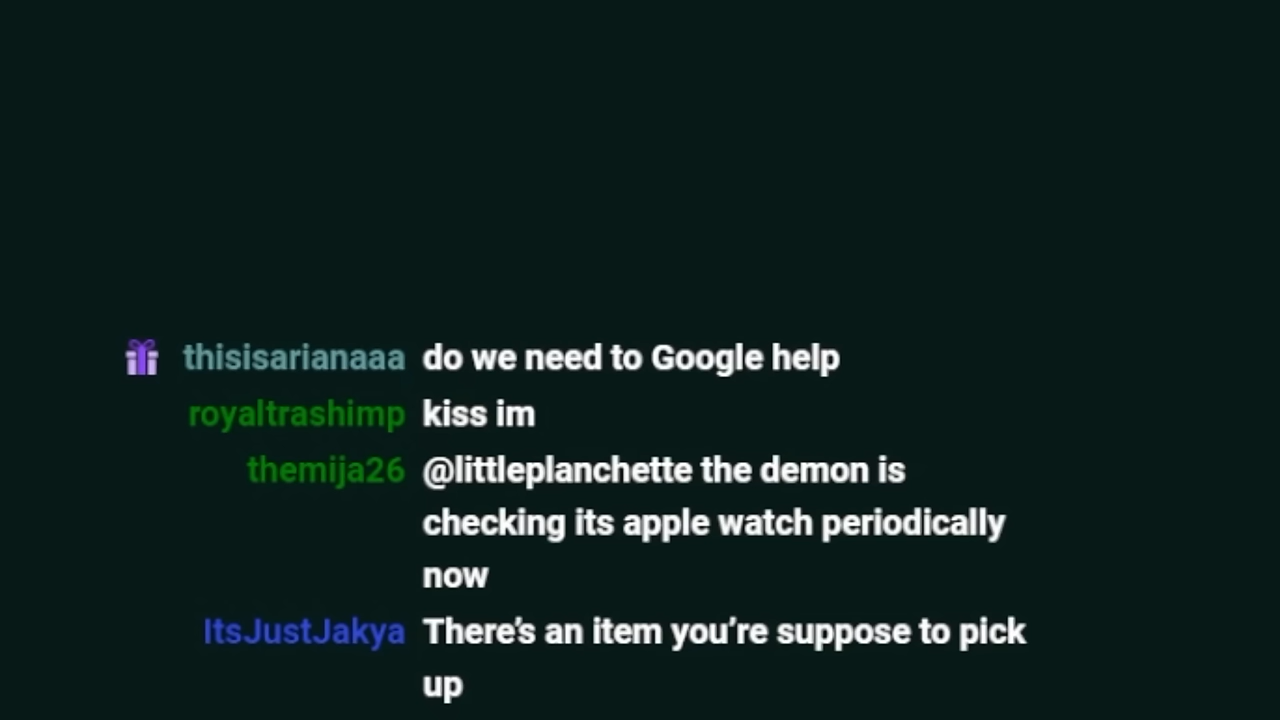 thisisarianaaa do we need to Google help
royaltrashimp kiss im
themija26 @littleplanchette the demon is
checking its apple watch periodically
now
ItsJustJakya There's an item you're suppose to pick
up